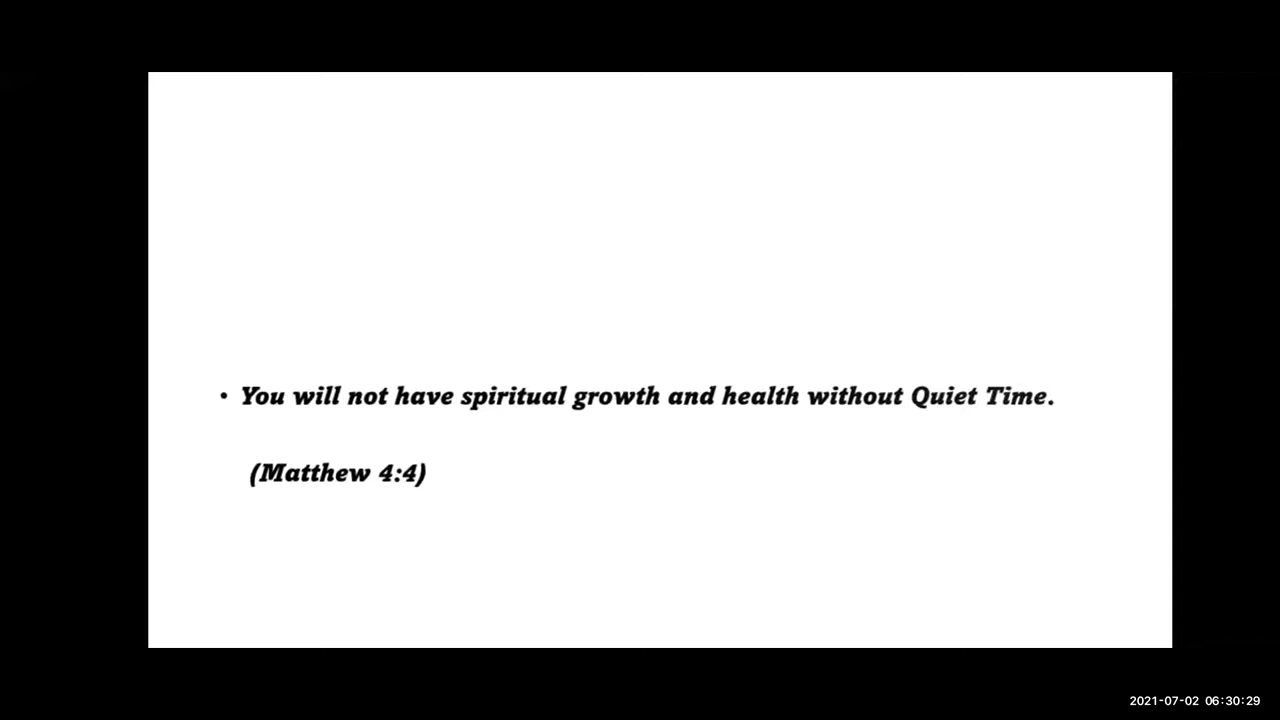 • You will not have spiritual growth and health without Quiet Time.
(Matthew 4:4)
2021-07-02 06:30:29